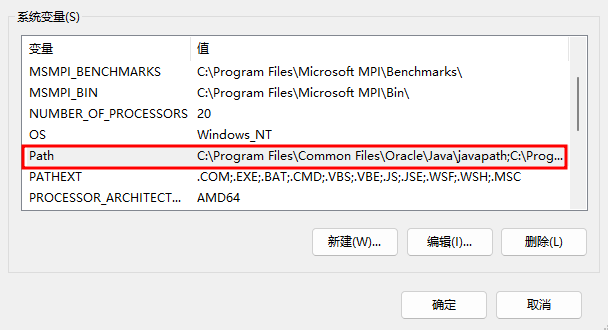 系统变量(S)
变量 值
MSMPI_BENCHMARKS C:\Program Files\Microsoft MPI\Benchmarks\
MSMPI_BIN C:\Program Files\Microsoft MPI\Bin\
NUMBER_OF_PROCESSORS 20
OS Windows_NT
Path C:\Program Files\Common Files\Oracle\Java\javapath;C:\Prog...
PATHEXT .COM;.EXE;.BAT;.CMD;.VBS;.VBE;.JS;.JSE;.WSF;.WSH;.MSC
PROCESSOR_ARCHITECT... AMD64
新建(W)... 编辑(I)... 删除(L)
确定 取消